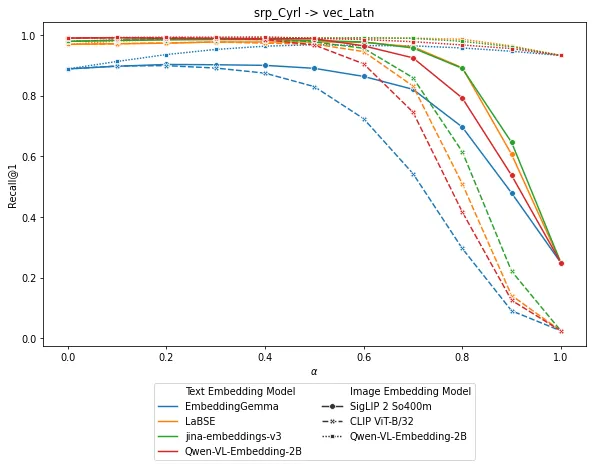 srp_Cyrl -> vec_Latn
1.0
0.8
0.6
0.4
0.2
0.0
Recall@1
0.0 0.2 0.4 0.6 0.8 1.0
α
Text Embedding Model Image Embedding Model
EmbeddingGemma SigLIP 2 So400m
LaBSE CLIP ViT-B/32
jina-embeddings-v3 Qwen-VL-Embedding-2B
Qwen-VL-Embedding-2B